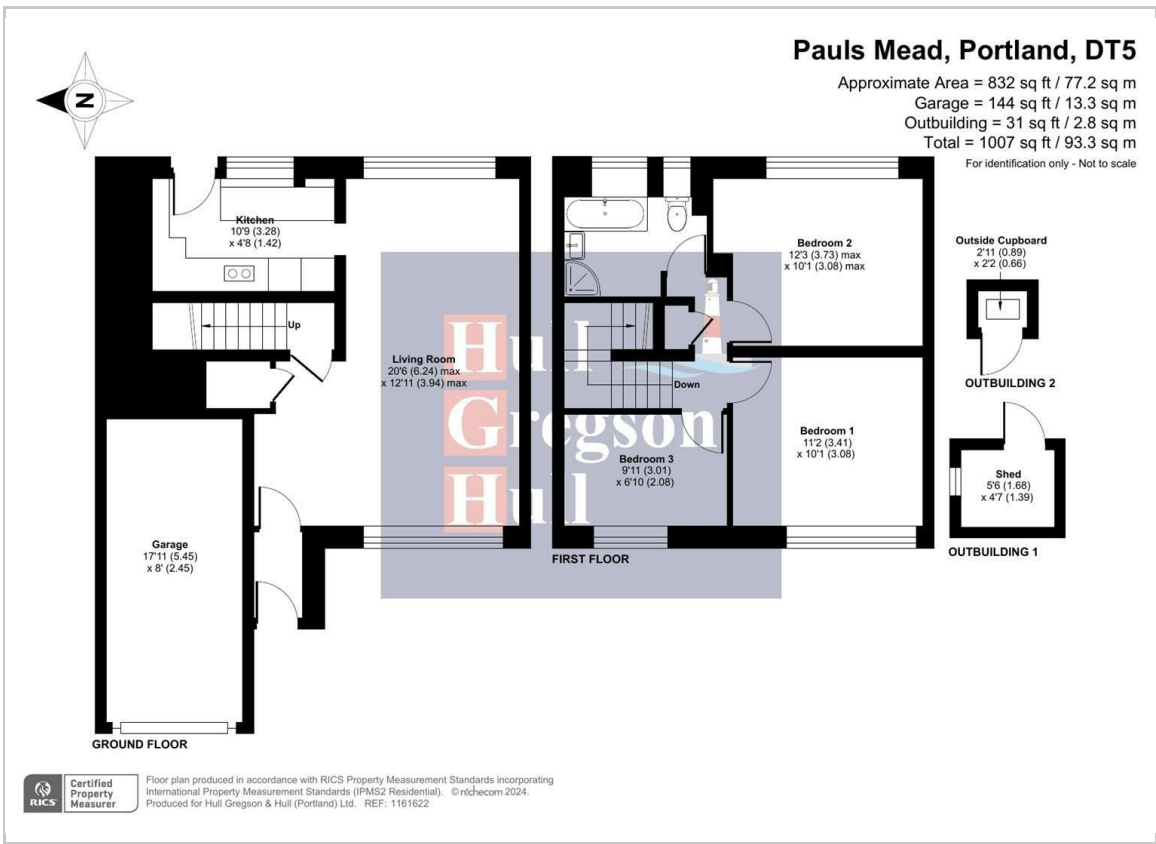 Pauls Mead, Portland, DT5
Approximate Area = 832 sq ft / 77.2 sq m
Garage = 144 sq ft / 13.3 sq m
Outbuilding = 31 sq ft / 2.8 sq m
Total = 1007 sq ft / 93.3 sq m
For identification only - Not to scale
N
Kitchen
10'9 (3.28)
x 4'8 (1.42)
Up
Living Room
20'6 (6.24) max
x 12'11 (3.94) max
Garage
17'11 (5.45)
x 8' (2.45)
GROUND FLOOR
Bedroom 2
12'3 (3.73) max
x 10'1 (3.08) max
Down
Bedroom 1
11'2 (3.41)
x 10'1 (3.08)
Bedroom 3
9'11 (3.01)
x 6'10 (2.08)
FIRST FLOOR
Outside Cupboard
2'11 (0.89)
x 2'2 (0.66)
OUTBUILDING 2
Shed
5'6 (1.68)
x 4'7 (1.39)
OUTBUILDING 1
Hull
Gregson
Hull
RICS
Certified
Property
Measurer
Floor plan produced in accordance with RICS Property Measurement Standards incorporating
International Property Measurement Standards (IPMS2 Residential). © nichecom 2024.
Produced for Hull Gregson & Hull (Portland) Ltd. REF: 1161622